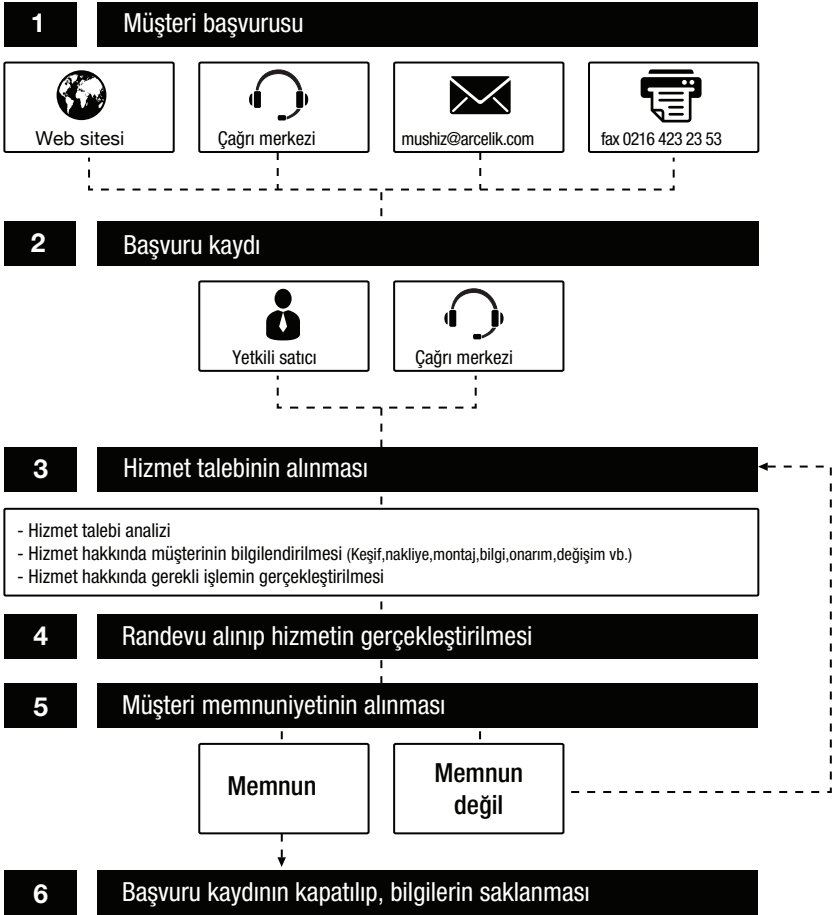 1 Müşteri başvurusu
Web sitesi
Çağrı merkezi
mushiz@arcelik.com
fax 0216 423 23 53
2 Başvuru kaydı
Yetkili satıcı
Çağrı merkezi
3 Hizmet talebinin alınması
- Hizmet talebi analizi
- Hizmet hakkında müşterinin bilgilendirilmesi (Keşif,nakliye,montaj,bilgi,onarım,değişim vb.)
- Hizmet hakkında gerekli işlemin gerçekleştirilmesi
4 Randevu alınıp hizmetin gerçekleştirilmesi
5 Müşteri memnuniyetinin alınması
Memnun
Memnun
değil
6 Başvuru kaydının kapatılıp, bilgilerin saklanması